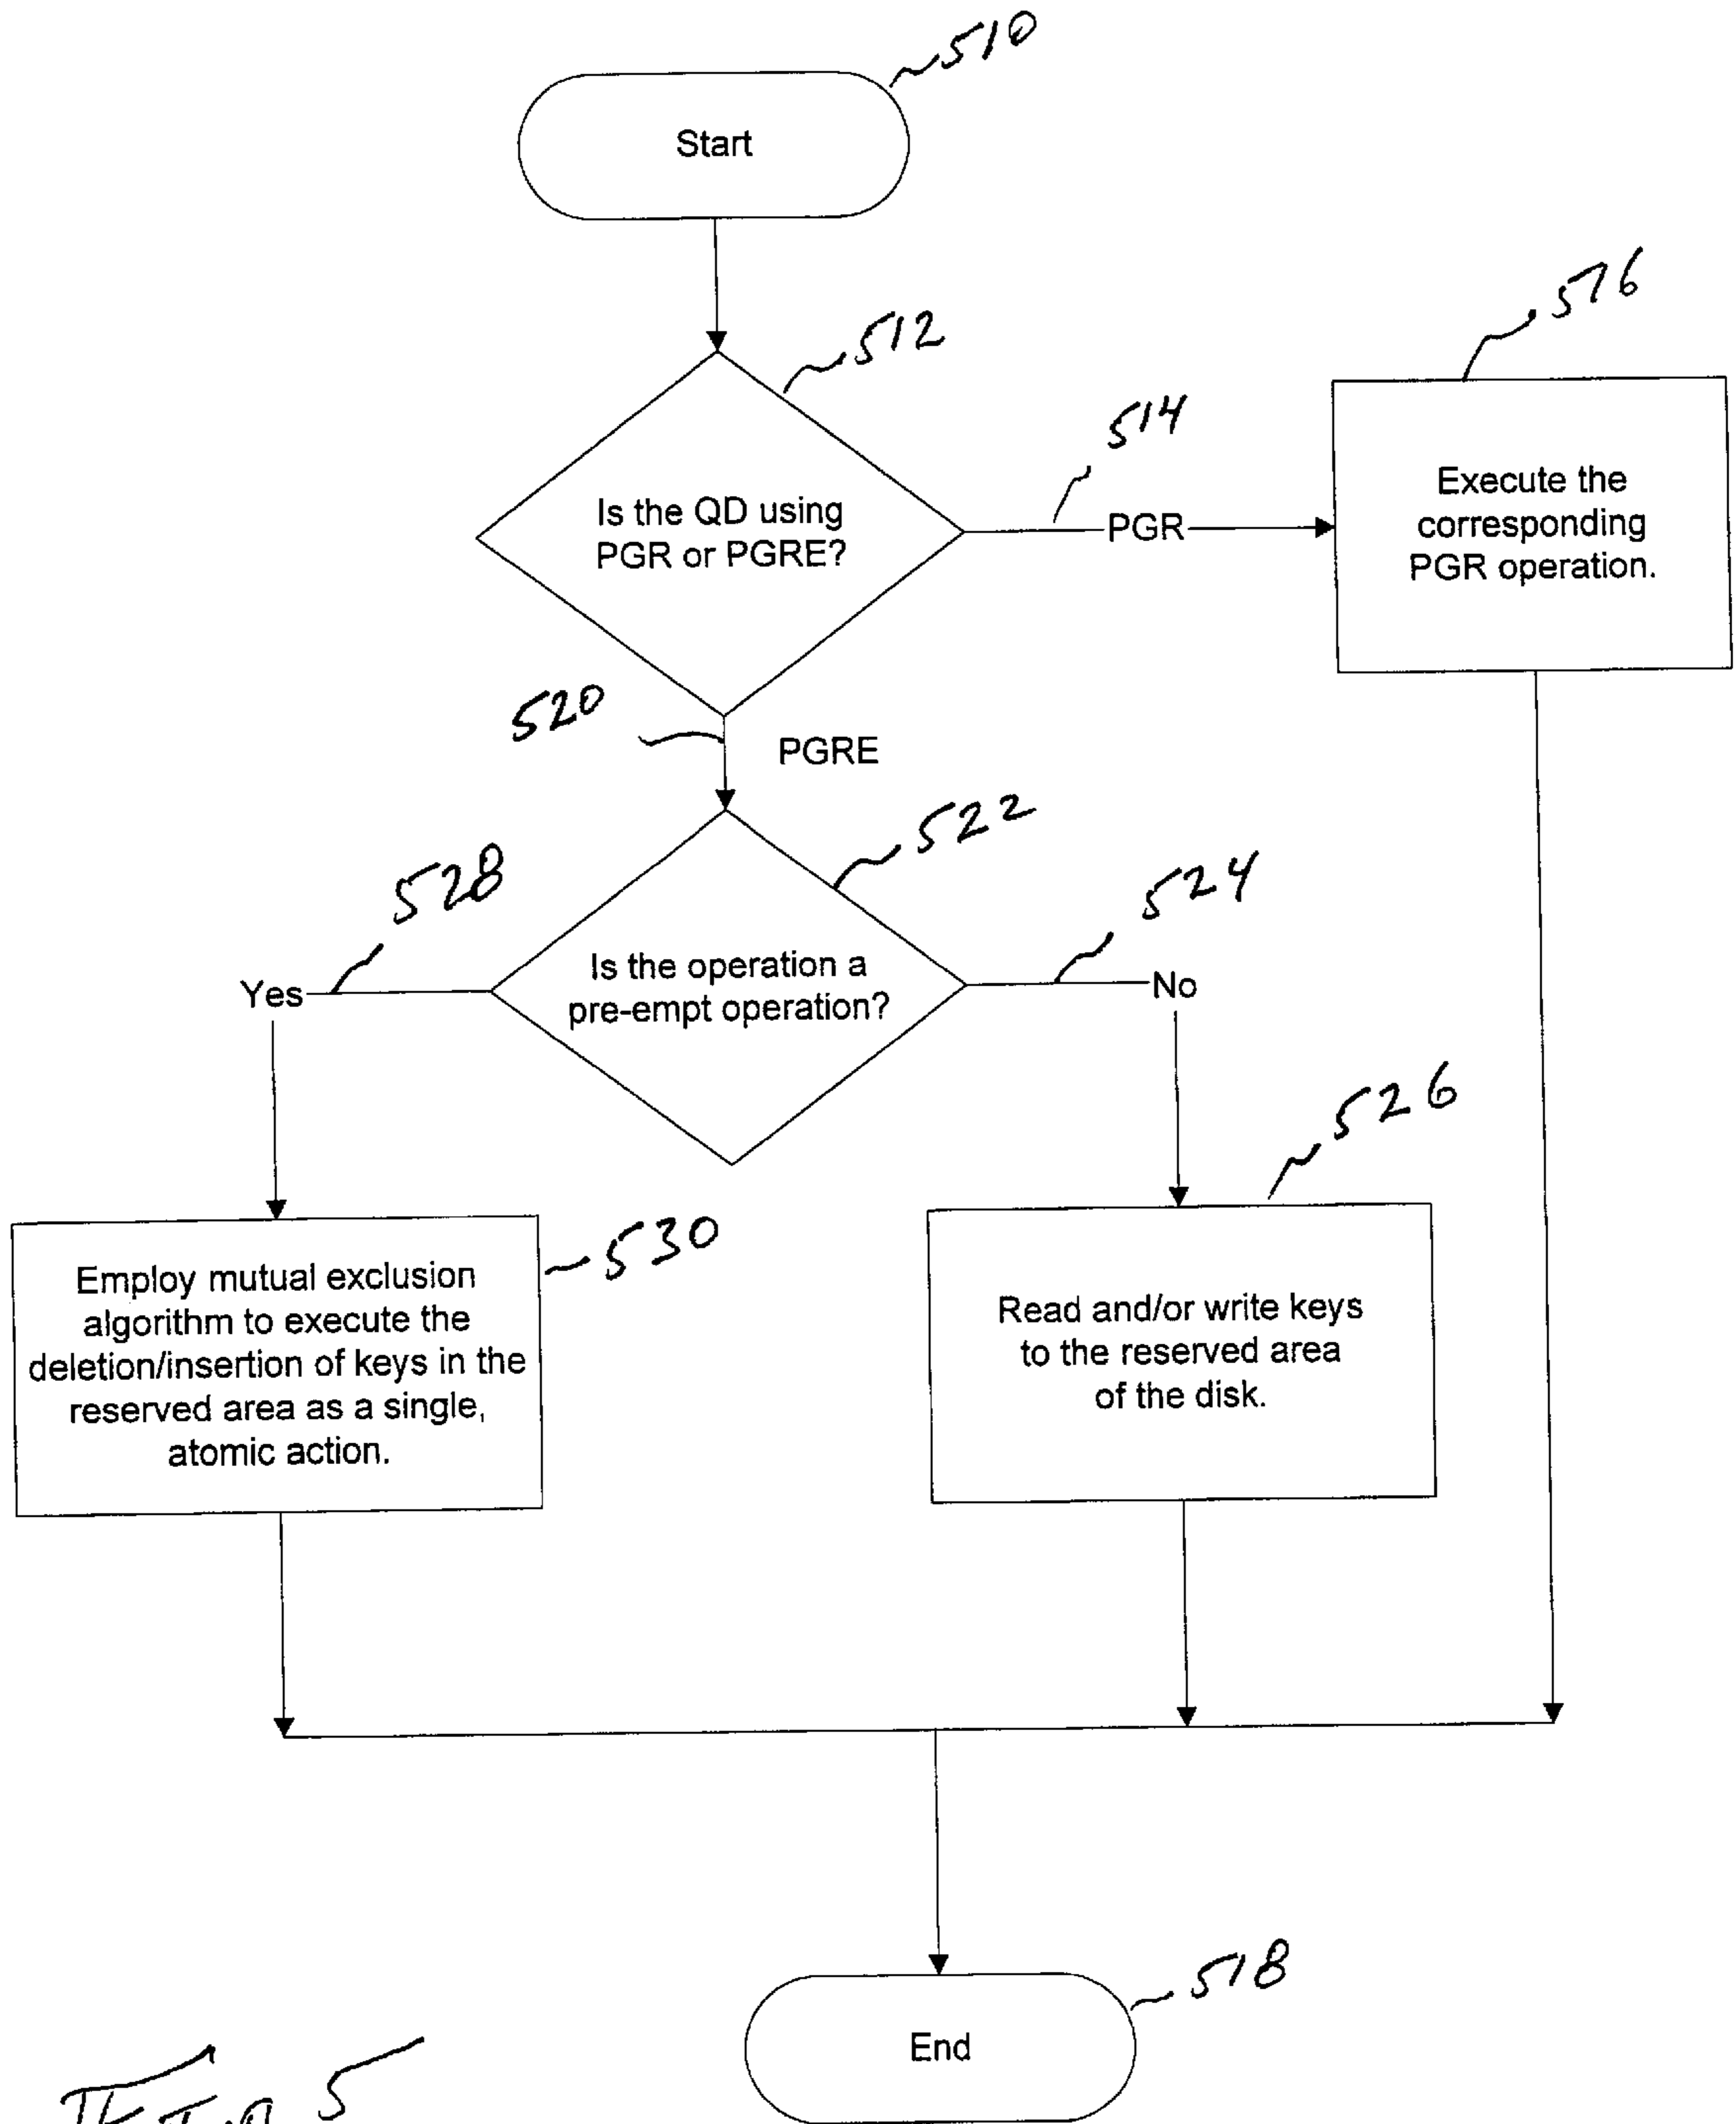 510
Start
512
516
514
Is the QD using
PGR or PGRE?
PGR
Execute the
corresponding
PGR operation.
520
PGRE
522
528
524
Is the operation a
pre-empt operation?
Yes
No
526
530
Employ mutual exclusion
algorithm to execute the
deletion/insertion of keys in the
reserved area as a single,
atomic action.
Read and/or write keys
to the reserved area
of the disk.
518
End
5